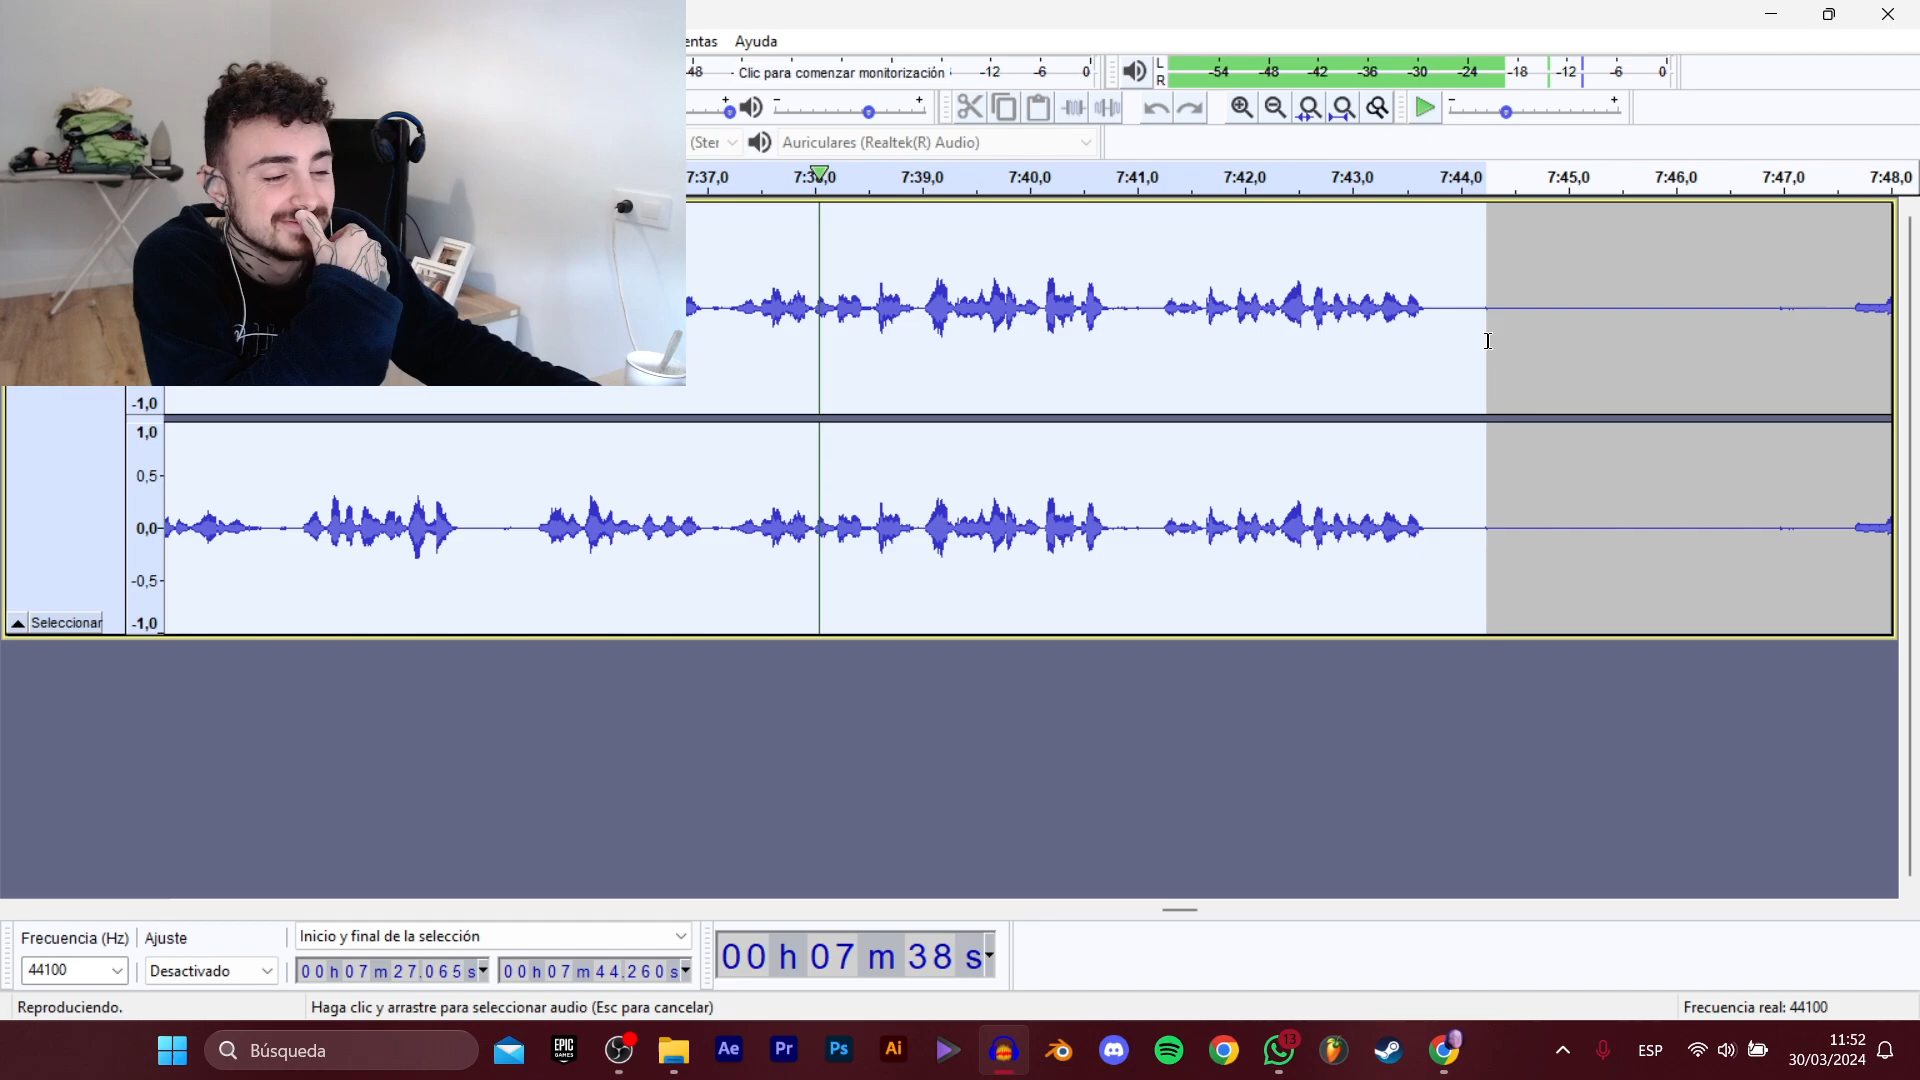 entas Ayuda
-48 Clic para comenzar monitorización -12 -6 0
L
R
-54 -48 -42 -36 -30 -24 -18 -12 -6 0
- + - + - +
(Ster Auriculares (Realtek(R) Audio)
7:37,0 7:38,0 7:39,0 7:40,0 7:41,0 7:42,0 7:43,0 7:44,0 7:45,0 7:46,0 7:47,0 7:48,0
-1,0
1,0
0,5
0,0
-0,5
-1,0
Seleccionar
Frecuencia (Hz) Ajuste Inicio y final de la selección
44100 Desactivado 00 h 07 m 27.065 s 00 h 07 m 44.260 s
00 h 07 m 38 s
Reproduciendo. Haga clic y arrastre para seleccionar audio (Esc para cancelar) Frecuencia real: 44100
Búsqueda
EPIC
GAMES
Ae Pr Ps Ai
13
ESP
11:52
30/03/2024